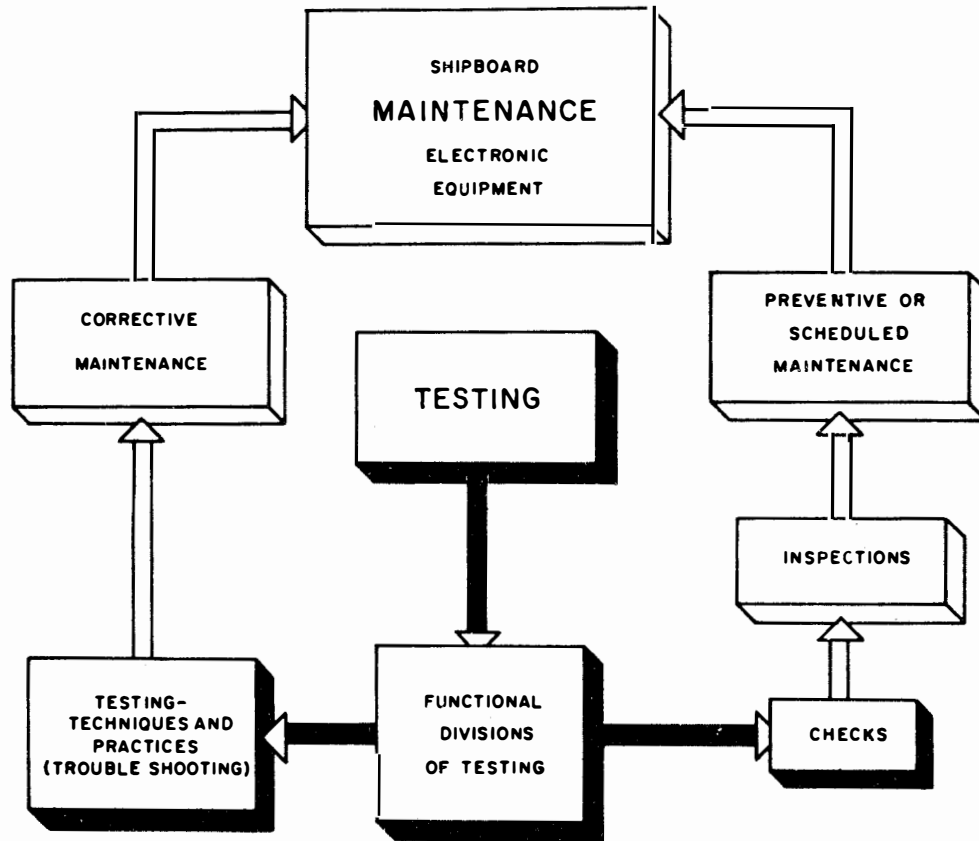 SHIPBOARD
MAINTENANCE
ELECTRONIC
EQUIPMENT
CORRECTIVE
MAINTENANCE
PREVENTIVE OR
SCHEDULED
MAINTENANCE
TESTING
INSPECTIONS
TESTING-
TECHNIQUES AND
PRACTICES
(TROUBLE SHOOTING)
FUNCTIONAL
DIVISIONS
OF TESTING
CHECKS